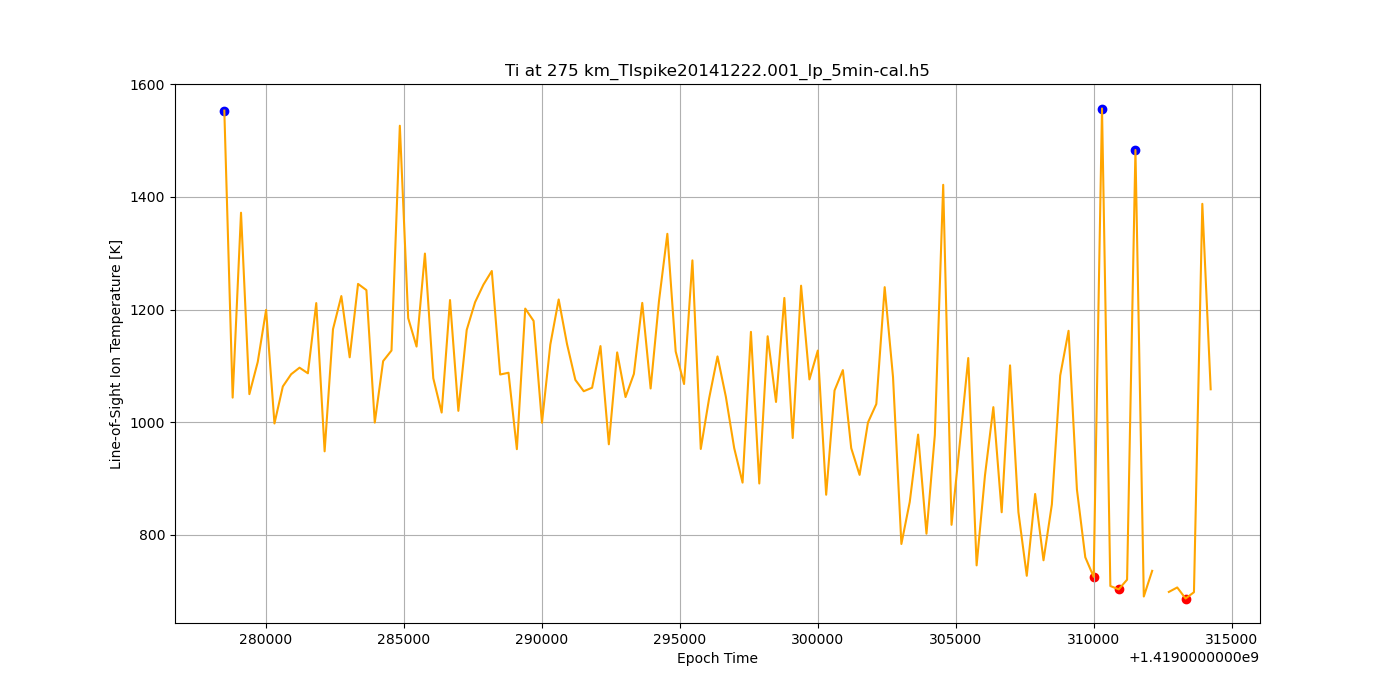 Ti at 275 km_TIspike20141222.001_lp_5min-cal.h5
Line-of-Sight Ion Temperature [K]
1600
1400
1200
1000
800
280000 285000 290000 295000 300000 305000 310000 315000
Epoch Time
+1.4190000000e9